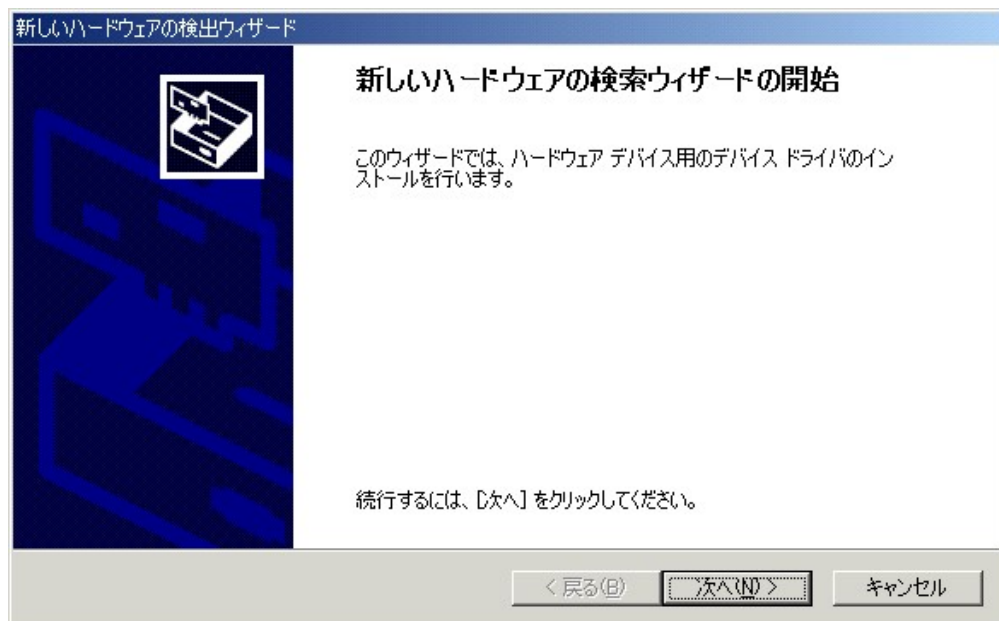 新しいハードウェアの検出ウィザード
新しいハードウェアの検索ウィザードの開始
このウィザードでは、ハードウェア デバイス用のデバイス ドライバのイン
ストールを行います。
続行するには、[次へ] をクリックしてください。
< 戻る(B)
次へ(N) >
キャンセル